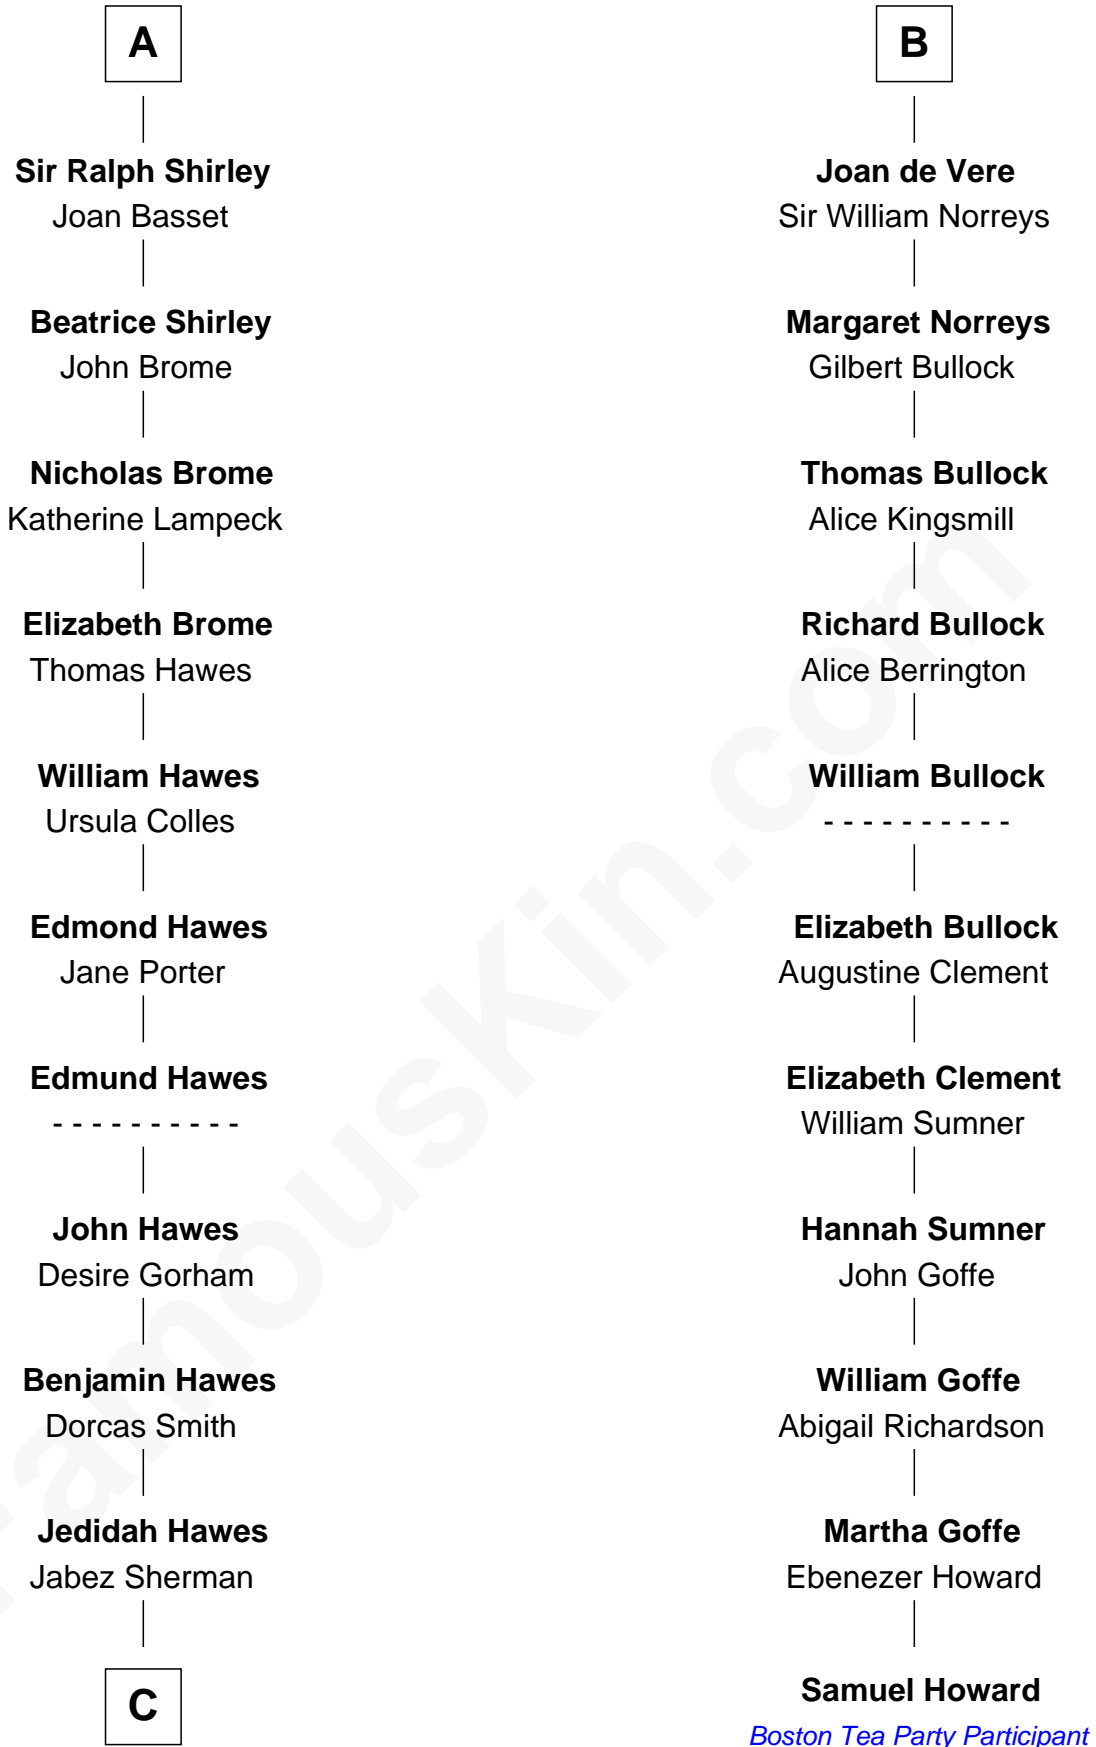 A
Sir Ralph Shirley
Joan Basset
Beatrice Shirley
John Brome
Nicholas Brome
Katherine Lampeck
Elizabeth Brome
Thomas Hawes
William Hawes
Ursula Colles
Edmond Hawes
Jane Porter
Edmund Hawes
- - - - - - - - - -
John Hawes
Desire Gorham
Benjamin Hawes
Dorcas Smith
Jedidah Hawes
Jabez Sherman
C
B
Joan de Vere
Sir William Norreys
Margaret Norreys
Gilbert Bullock
Thomas Bullock
Alice Kingsmill
Richard Bullock
Alice Berrington
William Bullock
- - - - - - - - - -
Elizabeth Bullock
Augustine Clement
Elizabeth Clement
William Sumner
Hannah Sumner
John Goffe
William Goffe
Abigail Richardson
Martha Goffe
Ebenezer Howard
Samuel Howard
Boston Tea Party Participant
FamousKin.com